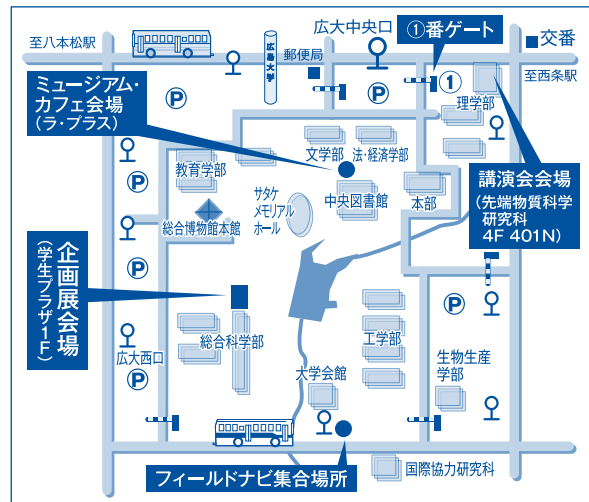 広大中央口
①番ゲート
交番
至八本松駅
広島大学
郵便局
至西条駅
ミュージアム・
カフェ会場
(ラ・プラス)
P
P
①
理学部
文学部
法・経済学部
教育学部
P
サタケ
メモリアル
ホール
中央図書館
本部
講演会会場
(先端物質科学
研究科
4F 401N)
総合博物館本館
企画展会場
(学生プラザ1F)
P
P
総合科学部
工学部
広大西口
生物生産
学部
大学会館
P
フィールドナビ集合場所
国際協力研究科